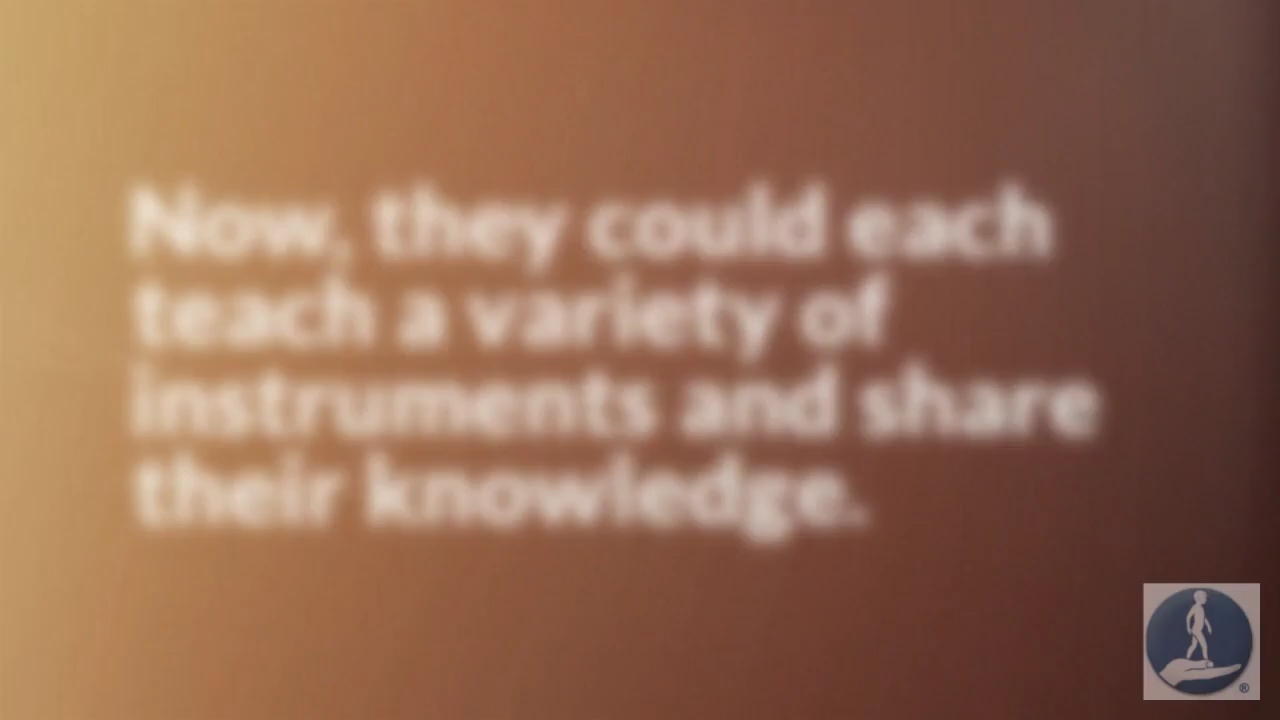 Now, they could each
teach a variety of
instruments and share
their knowledge.
®